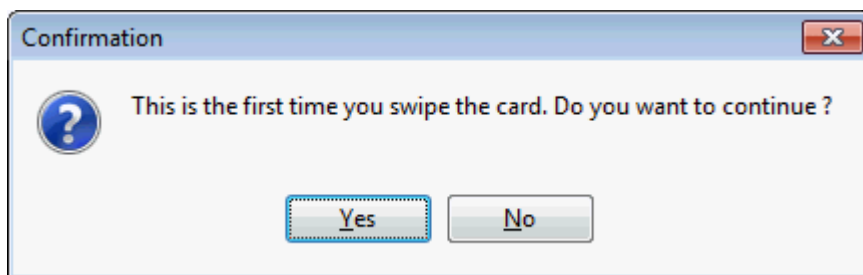 Confirmation
This is the first time you swipe the card. Do you want to continue ?
Yes
No